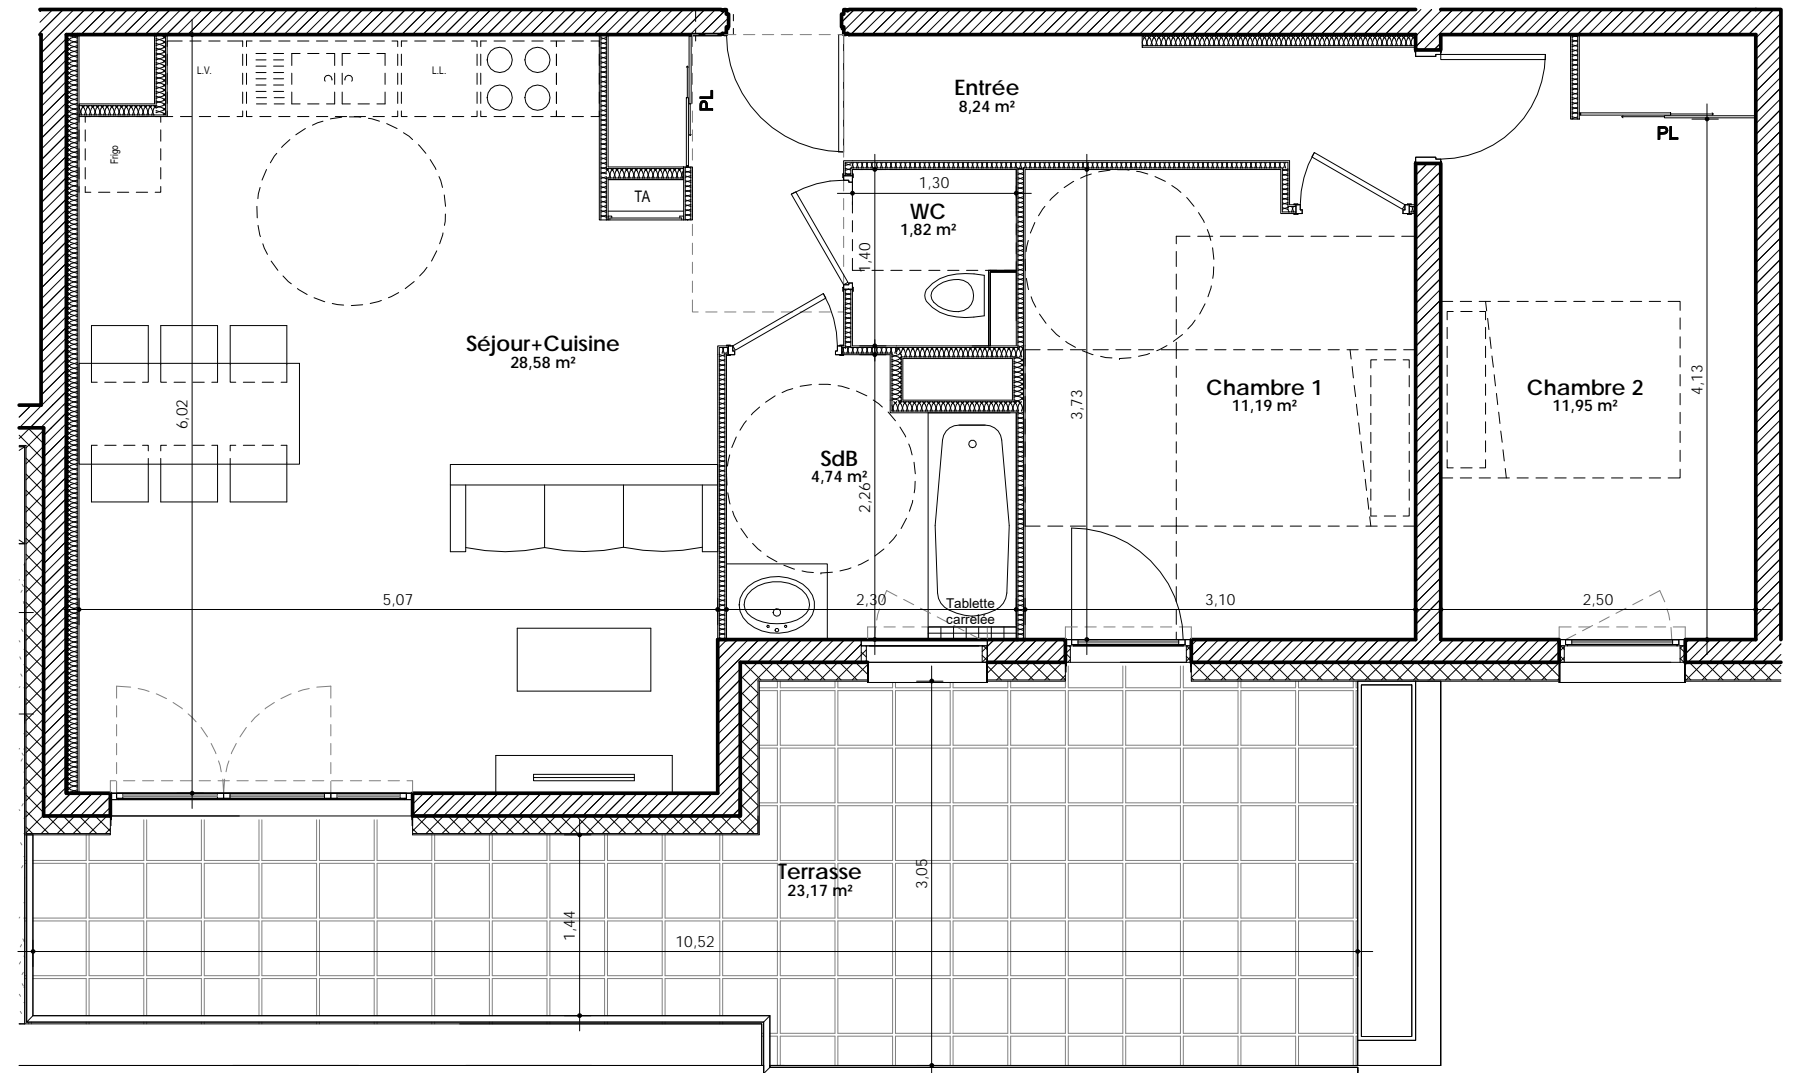 L.V.
L.L.
PL
Entrée
8,24 m²
PL
Frigo
TA
1,30
WC
1,82 m²
1,40
Séjour+Cuisine
28,58 m²
6,02
3,73
Chambre 1
11,19 m²
Chambre 2
11,95 m²
4,13
SdB
4,74 m²
2,26
5,07
2,30
Tablette
carrelée
3,10
2,50
Terrasse
23,17 m²
3,05
1,44
10,52